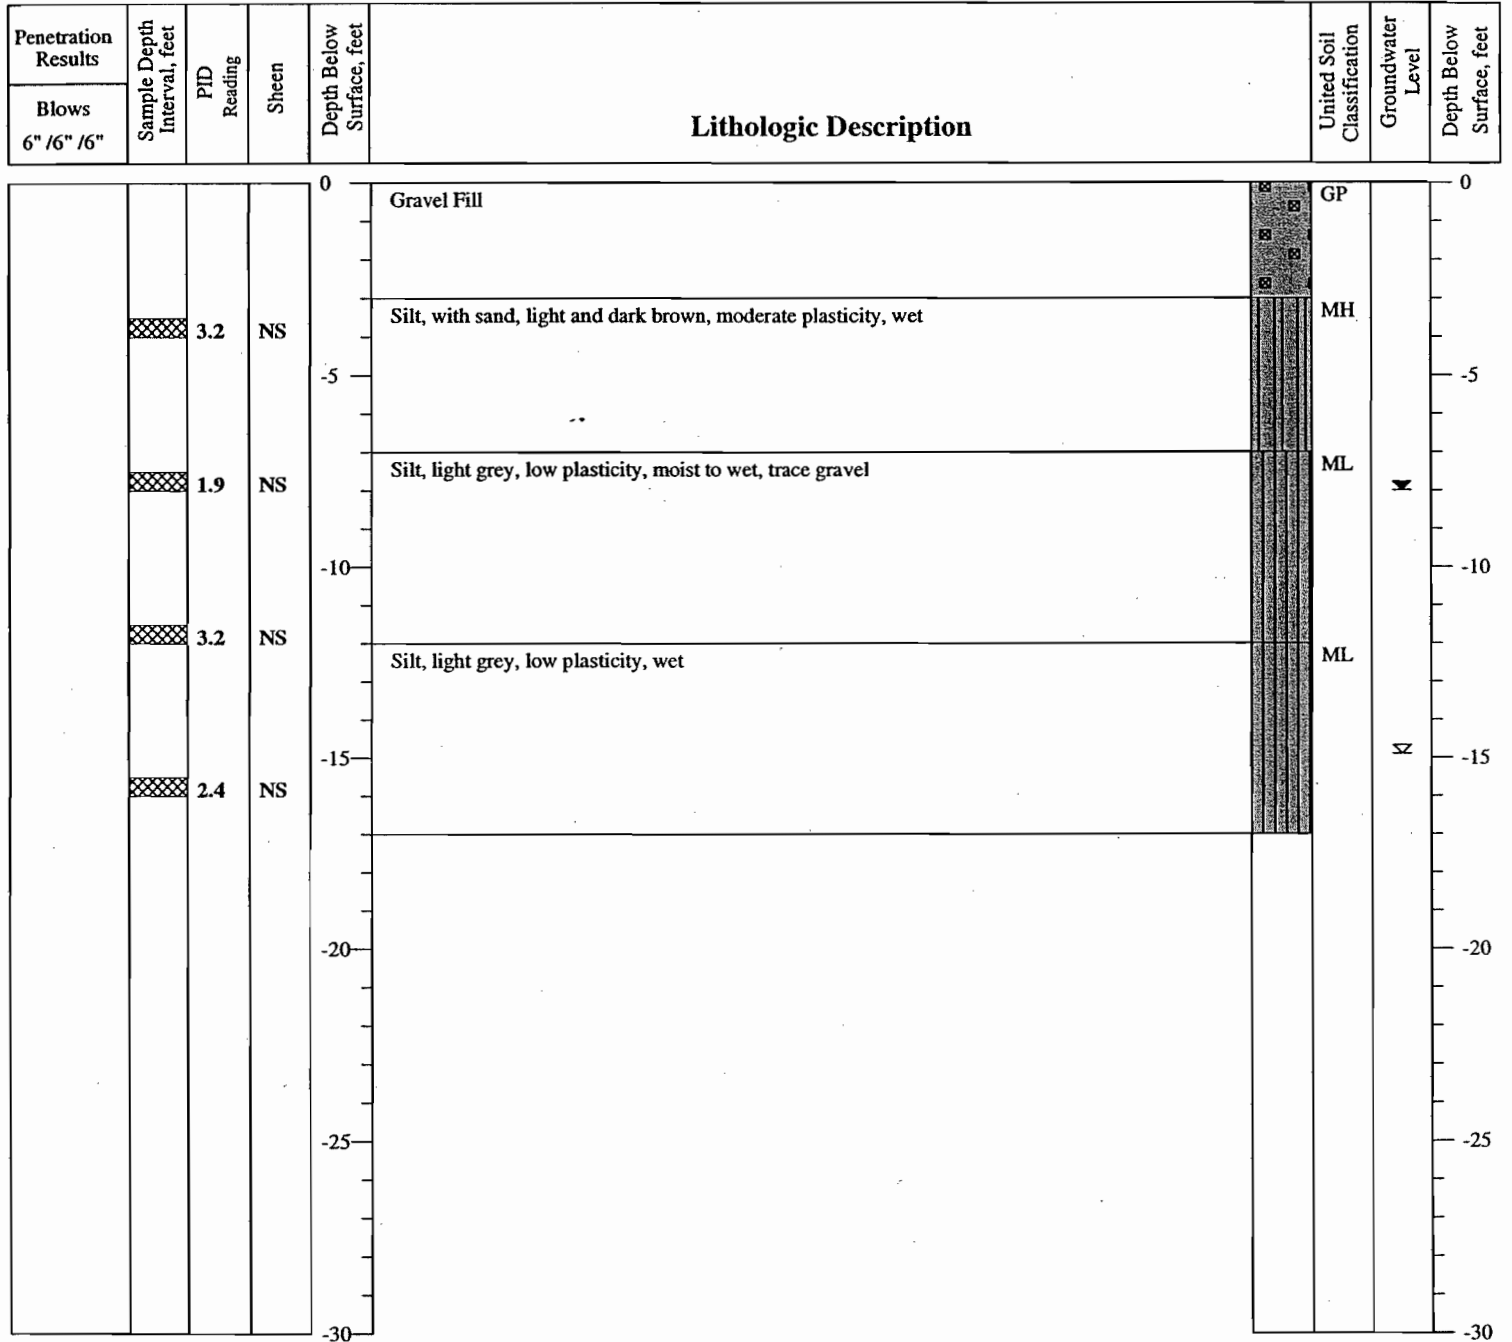 Penetration
Results
Blows
6" /6" /6"
Sample Depth
Interval, feet
PID
Reading
Sheen
Depth Below
Surface, feet
Lithologic Description
United Soil
Classification
Groundwater
Level
Depth Below
Surface, feet
0
Gravel Fill
GP
0
Silt, with sand, light and dark brown, moderate plasticity, wet
MH
3.2
NS
-5
-5
Silt, light grey, low plasticity, moist to wet, trace gravel
ML
1.9
NS
-10
-10
3.2
NS
Silt, light grey, low plasticity, wet
ML
-15
-15
2.4
NS
-20
-20
-25
-25
-30
-30